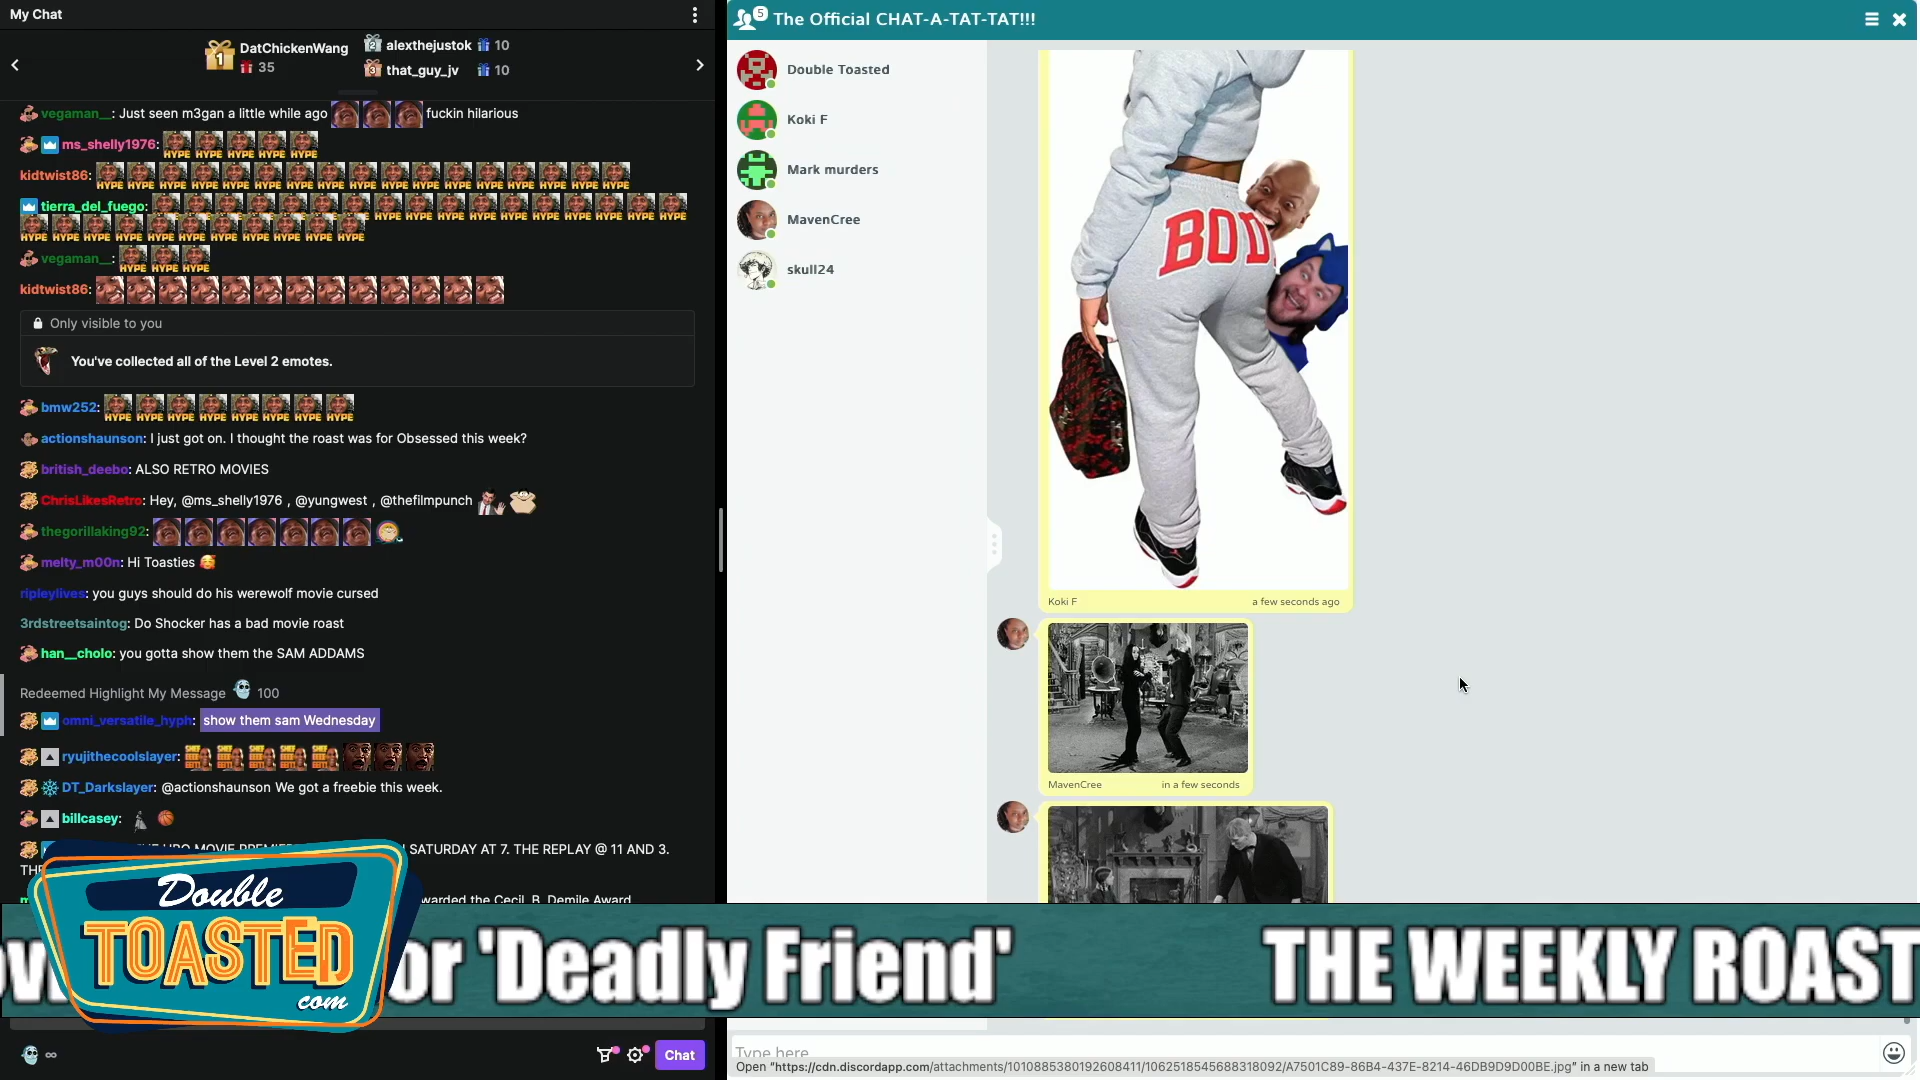 My Chat
DatChickenWang
35
alexthejustok 10
that_guy_jv 10
vegaman__: Just seen m3gan a little while ago fuckin hilarious
ms_shelly1976:
kidtwist86:
tierra_del_fuego:
vegaman__:
kidtwist86:
Only visible to you
You've collected all of the Level 2 emotes.
bmw252:
actionshaunson: I just got on. I thought the roast was for Obsessed this week?
british_deebo: ALSO RETRO MOVIES
ChrisLikesRetro: Hey, @ms_shelly1976 , @yungwest , @thefilmpunch
thegorillaking92:
melty_m00n: Hi Toasties
ripleylives: you guys should do his werewolf movie cursed
3rdstreetsaintog: Do Shocker has a bad movie roast
han__cholo: you gotta show them the SAM ADDAMS
Redeemed Highlight My Message 100
omni_versatile_hyph: show them sam Wednesday
ryujithecoolslayer:
DT_Darkslayer: @actionshaunson We got a freebie this week.
billcasey:
SATURDAY AT 7. THE REPLAY @ 11 AND 3.
warded the Cecil. B. Demile Award
Chat
5 The Official CHAT-A-TAT-TAT!!!
Double Toasted
Koki F
Mark murders
MavenCree
skull24
BOD
Koki F a few seconds ago
MavenCree in a few seconds
Double
TOASTED
com
or 'Deadly Friend' THE WEEKLY ROAST
Type here
Open "https://cdn.discordapp.com/attachments/1010885380192608411/1062518545688318092/A7501C89-86B4-437E-8214-46DB9D9D00BE.jpg" in a new tab